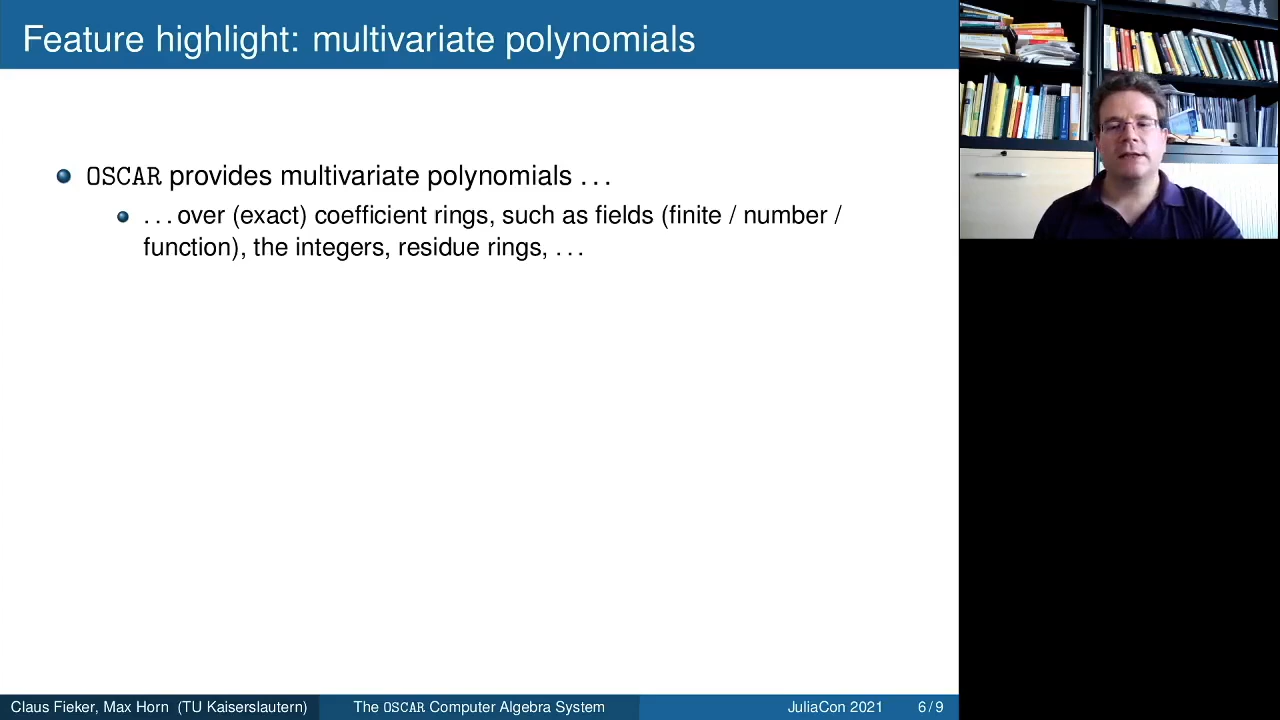 Feature highlight: multivariate polynomials
OSCAR provides multivariate polynomials ...
... over (exact) coefficient rings, such as fields (finite / number /
function), the integers, residue rings, ...
Claus Fieker, Max Horn (TU Kaiserslautern)
The OSCAR Computer Algebra System
JuliaCon 2021
6 / 9